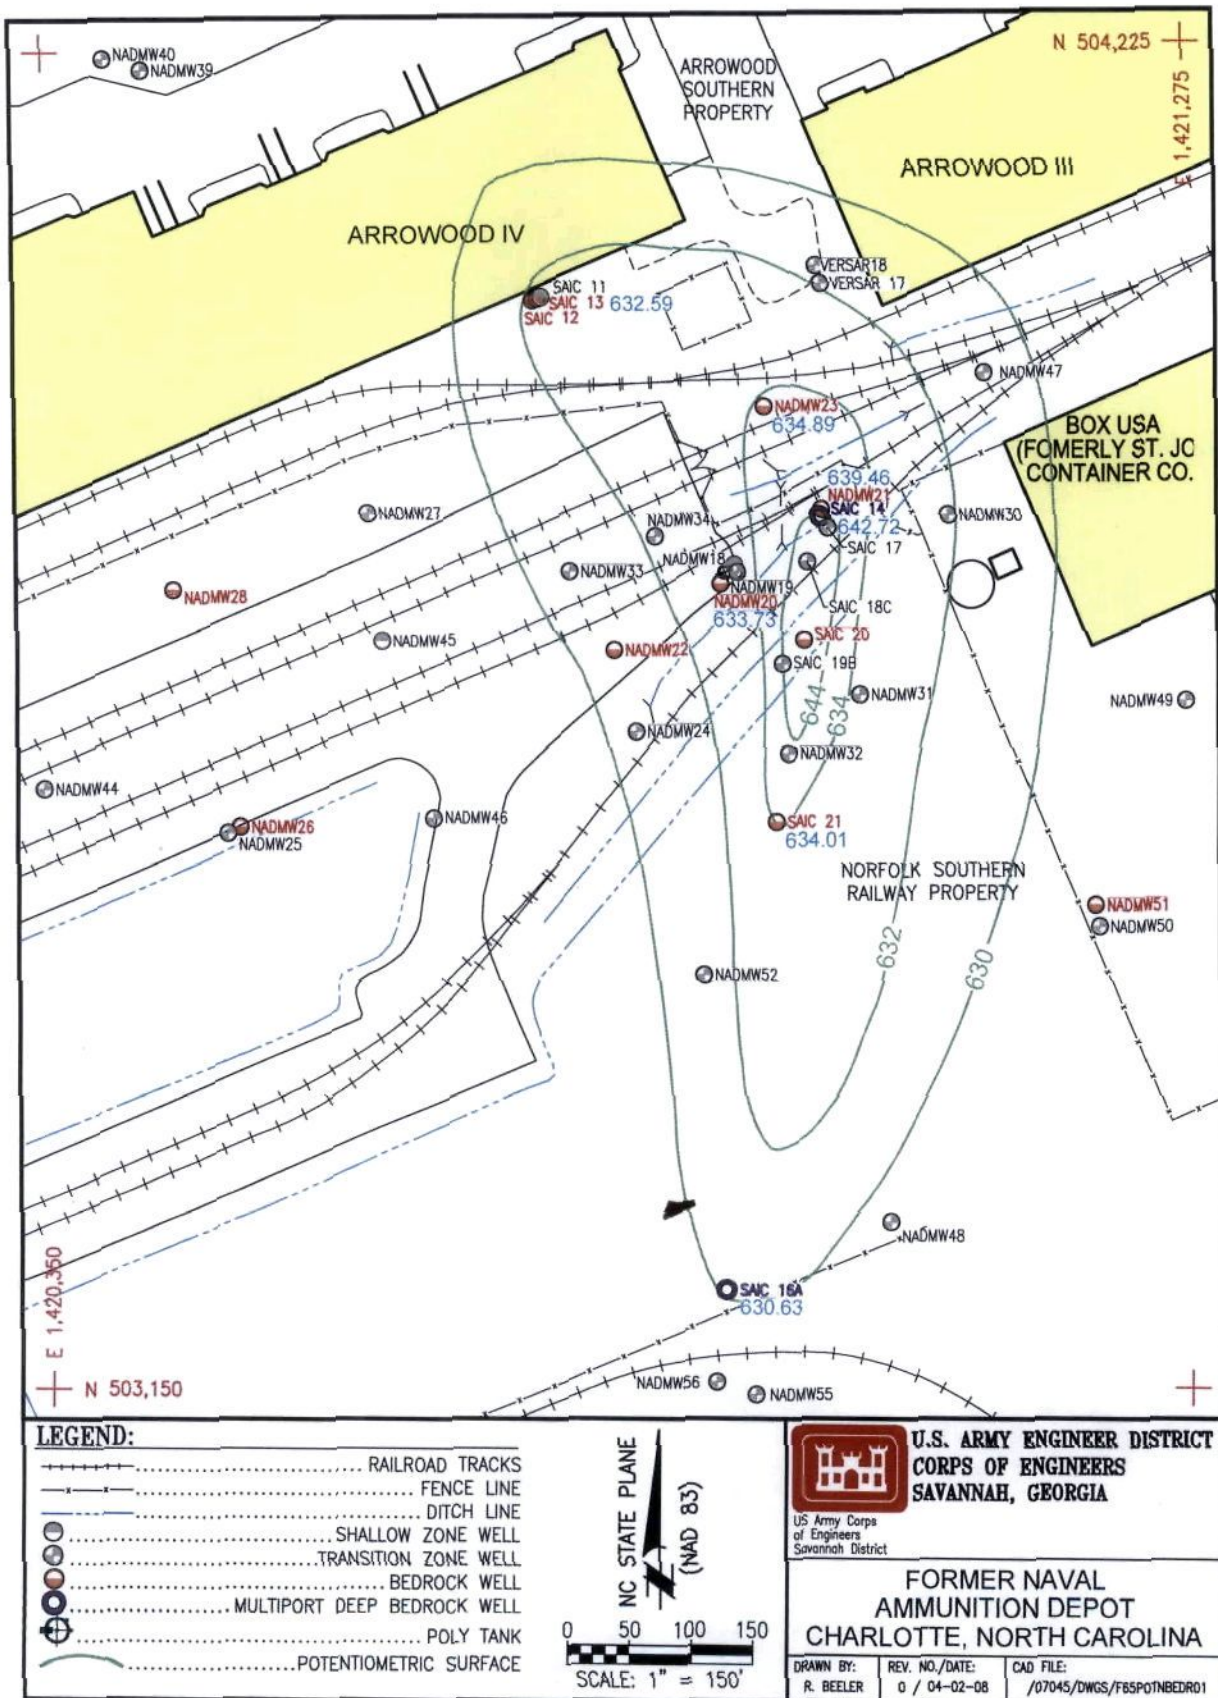 NADMW40
NADMW39
ARROWOOD
SOUTHERN
PROPERTY
N 504,225
E 1,421,275
ARROWOOD III
ARROWOOD IV
VERSAR18
VERSAR 17
SAIC 11
SAIC 13
632.59
SAIC 12
NADMW47
NADMW23
634.89
BOX USA
(FOMERLY ST. JO
CONTAINER CO.
639.46
NADMW21
SAIC 14
642.72
NADMW27
NADMW30
NADMW34
SAIC 17
NADMW18
NADMW33
NADMW19
NADMW28
NADMW20
633.73
SAIC 18C
NADMW45
SAIC 20
NADMW22
SAIC 19B
NADMW31
NADMW49
644
634
NADMW24
NADMW32
NADMW44
NADMW46
NADMW26
NADMW25
SAIC 21
634.01
NORFOLK SOUTHERN
RAILWAY PROPERTY
NADMW51
NADMW50
632
630
NADMW52
NADMW48
E 1,420,350
SAIC 16A
630.63
N 503,150
NADMW56
NADMW55
LEGEND:
RAILROAD TRACKS
FENCE LINE
DITCH LINE
SHALLOW ZONE WELL
TRANSITION ZONE WELL
BEDROCK WELL
MULTIPORT DEEP BEDROCK WELL
POLY TANK
POTENTIOMETRIC SURFACE
NC STATE PLANE
(NAD 83)
0 50 100 150
SCALE: 1" = 150'
U.S. ARMY ENGINEER DISTRICT
CORPS OF ENGINEERS
SAVANNAH, GEORGIA
US Army Corps
of Engineers
Savannah District
FORMER NAVAL
AMMUNITION DEPOT
CHARLOTTE, NORTH CAROLINA
DRAWN BY:
R. BEELER
REV. NO./DATE:
0 / 04-02-08
CAD FILE:
/07045/DWGS/F85POTNBEDR01